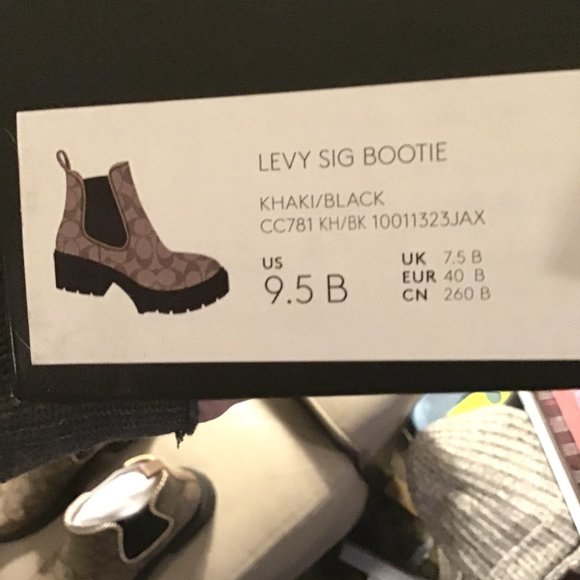 LEVY SIG BOOTIE
KHAKI/BLACK
CC781 KH/BK 10011323JAX
US
9.5 B
UK 7.5 B
EUR 40 B
CN 260 B